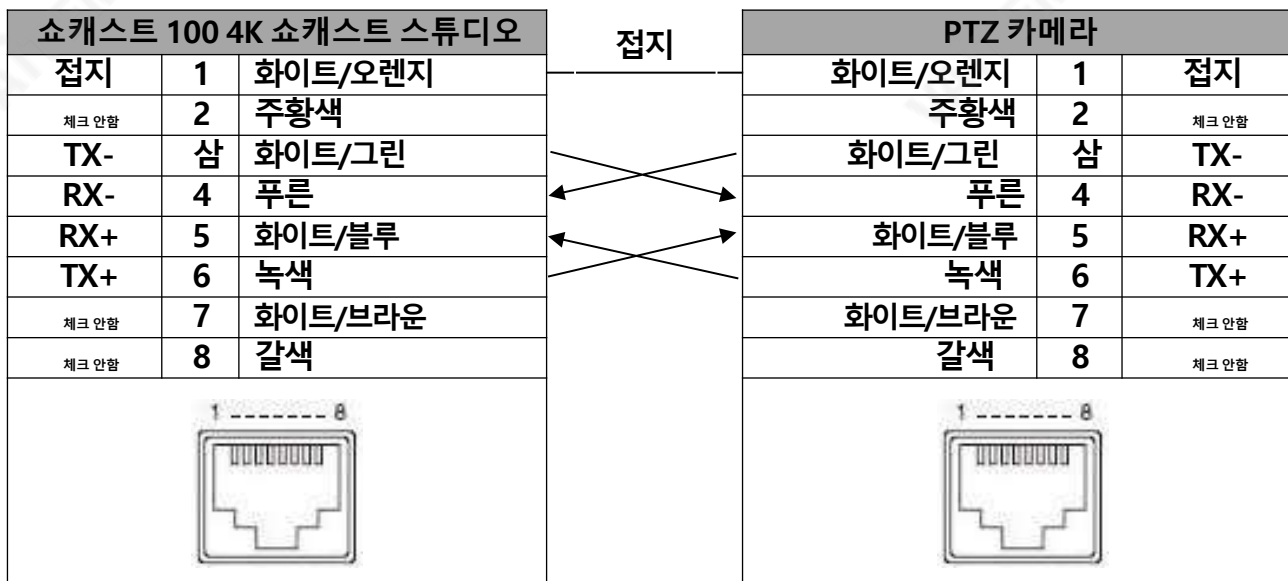 쇼캐스트 100 4K 쇼캐스트 스튜디오 접지 PTZ 카메라
접지 1 화이트/오렌지 화이트/오렌지 1 접지
체크 안함 2 주황색 주황색 2 체크 안함
TX- 삼 화이트/그린 화이트/그린 삼 TX-
RX- 4 푸른 푸른 4 RX-
RX+ 5 화이트/블루 화이트/블루 5 RX+
TX+ 6 녹색 녹색 6 TX+
체크 안함 7 화이트/브라운 화이트/브라운 7 체크 안함
체크 안함 8 갈색 갈색 8 체크 안함
1 ------- 8 1 ------- 8